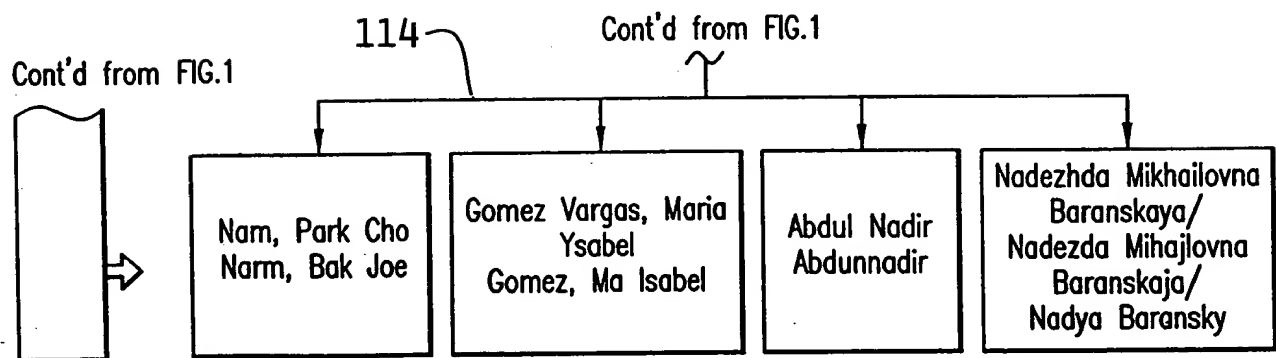 114
Cont'd from FIG.1
Cont'd from FIG.1
Nam, Park Cho
Narm, Bak Joe
Gomez Vargas, Maria
Ysabel
Gomez, Ma Isabel
Abdul Nadir
Abdunnadir
Nadezhda Mikhailovna
Baranskaya/
Nadezda Mihajlovna
Baranskaja/
Nadya Baransky